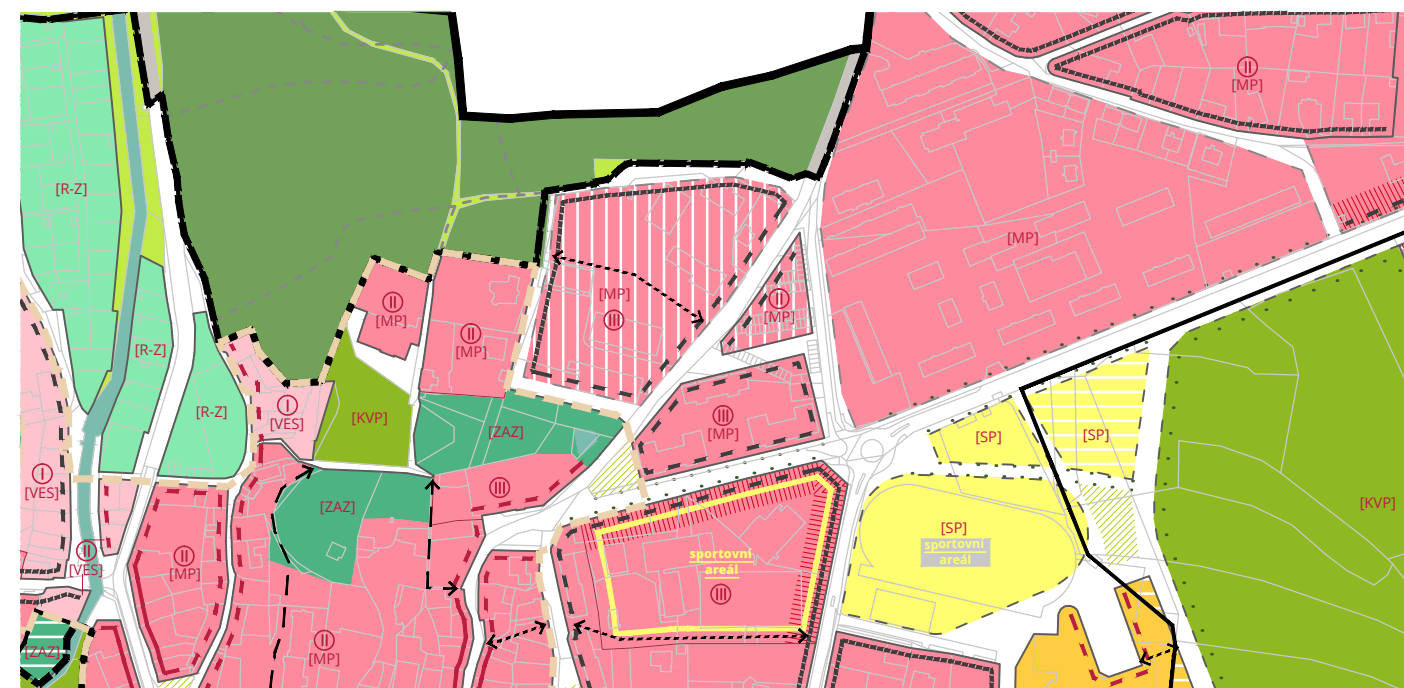 II
[MP]
[R-Z]
[MP]
[MP]
III
II
[MP]
II
[MP]
II
[MP]
[R-Z]
[R-Z]
I
[VES]
[KVP]
[ZAZ]
III
[MP]
[SP]
[SP]
I
[VES]
III
[ZAZ]
[KVP]
[SP]
sportovní
areál
sportovní
areál
III
II
[VES]
II
[MP]
II
[MP]
[ZAZ]